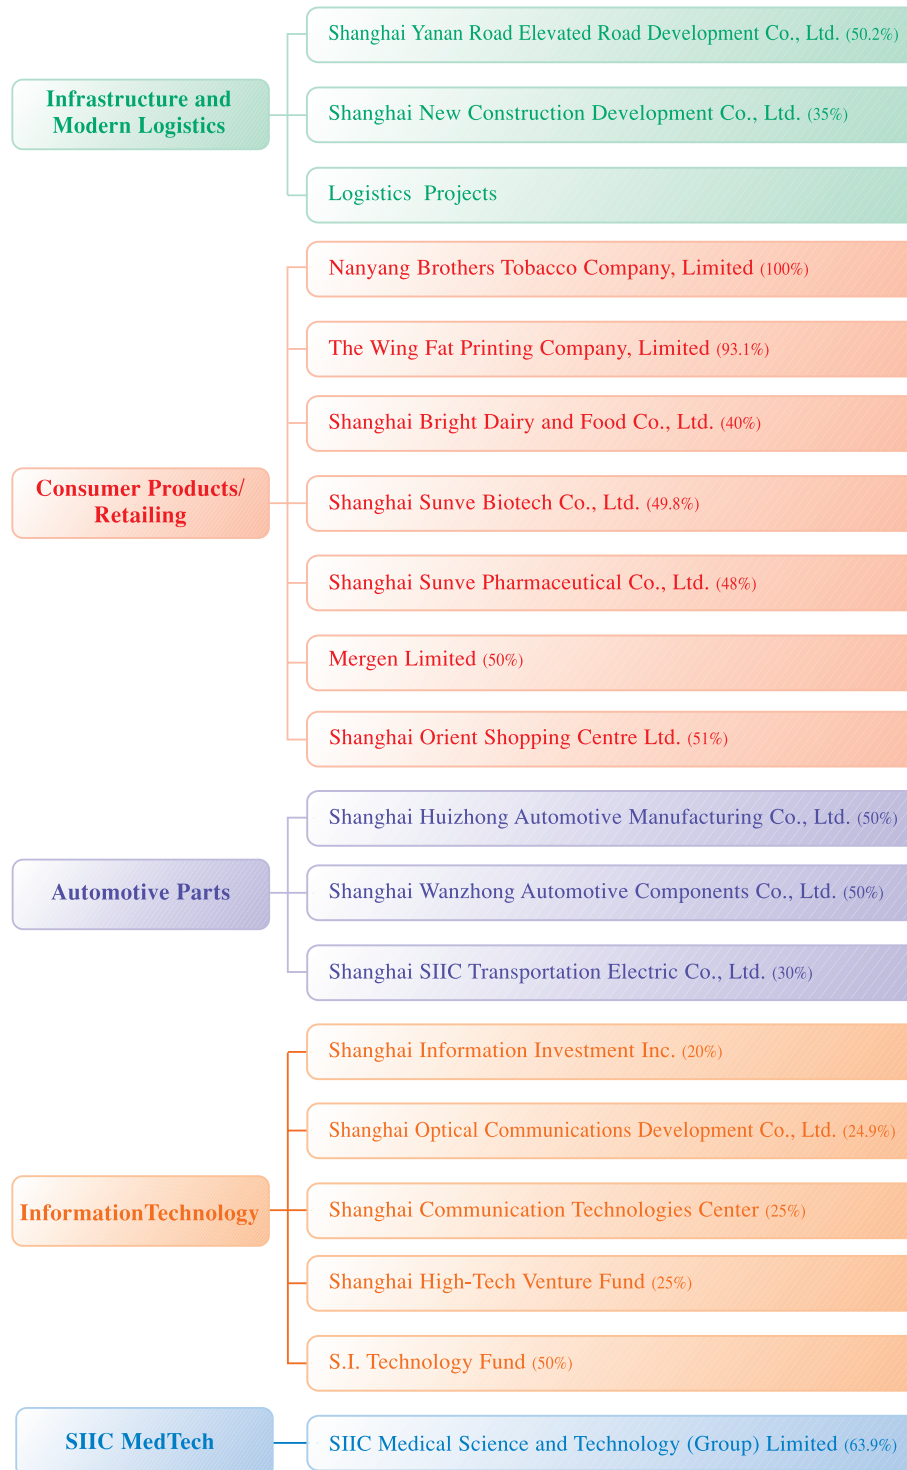 Infrastructure and
Modern Logistics
Shanghai Yanan Road Elevated Road Development Co., Ltd. (50.2%)
Shanghai New Construction Development Co., Ltd. (35%)
Logistics Projects
Consumer Products/
Retailing
Nanyang Brothers Tobacco Company, Limited (100%)
The Wing Fat Printing Company, Limited (93.1%)
Shanghai Bright Dairy and Food Co., Ltd. (40%)
Shanghai Sunve Biotech Co., Ltd. (49.8%)
Shanghai Sunve Pharmaceutical Co., Ltd. (48%)
Mergen Limited (50%)
Shanghai Orient Shopping Centre Ltd. (51%)
Automotive Parts
Shanghai Huizhong Automotive Manufacturing Co., Ltd. (50%)
Shanghai Wanzhong Automotive Components Co., Ltd. (50%)
Shanghai SIIC Transportation Electric Co., Ltd. (30%)
InformationTechnology
Shanghai Information Investment Inc. (20%)
Shanghai Optical Communications Development Co., Ltd. (24.9%)
Shanghai Communication Technologies Center (25%)
Shanghai High-Tech Venture Fund (25%)
S.I. Technology Fund (50%)
SIIC MedTech
SIIC Medical Science and Technology (Group) Limited (63.9%)